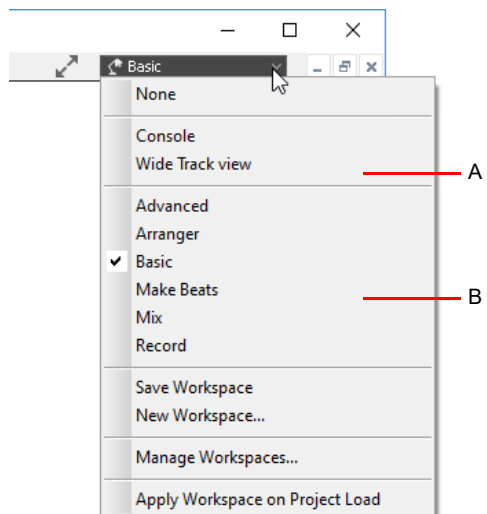 Basic
None
Console
Wide Track view
A
Advanced
Arranger
Basic
Make Beats
B
Mix
Record
Save Workspace
New Workspace...
Manage Workspaces...
Apply Workspace on Project Load